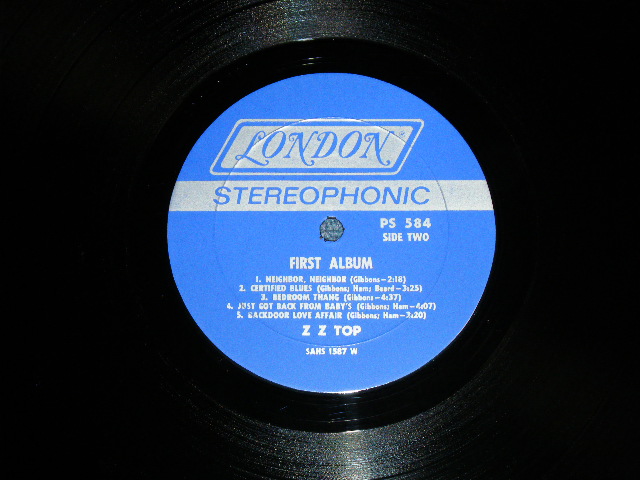 LONDON
STEREOPHONIC
PS 584
SIDE TWO
FIRST ALBUM
1. NEIGHBOR, NEIGHBOR (Gibbons—2:18)
2. CERTIFIED BLUES (Gibbons; Ham; Beard—3:25)
3. BEDROOM THANG (Gibbons—4:37)
4. JUST GOT BACK FROM BABY'S (Gibbons; Ham—4:07)
5. BACKDOOR LOVE AFFAIR (Gibbons; Ham—3:20)
Z Z TOP
SAHS 1587 W